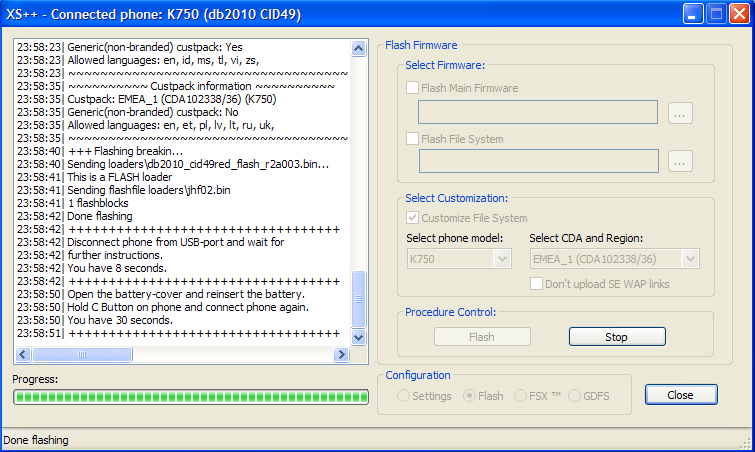 XS++ - Connected phone: K750 (db2010 CID49)
23:58:23| Generic(non-branded) custpack: Yes
23:58:23| Allowed languages: en, id, ms, tl, vi, zs,
23:58:23| ~~~~~~~~~~~~~~~~~~~~~~~~~~~~~~~~~~~
23:58:35| ~~~~~~~~~~ Custpack information ~~~~~~~~~~
23:58:35| Custpack: EMEA_1 (CDA102338/36) (K750)
23:58:35| Generic(non-branded) custpack: No
23:58:35| Allowed languages: en, et, pl, lv, lt, ru, uk,
23:58:35| ~~~~~~~~~~~~~~~~~~~~~~~~~~~~~~~~~~~
23:58:40| +++ Flashing breakin...
23:58:40| Sending loaders\db2010_cid49red_flash_r2a003.bin...
23:58:41| This is a FLASH loader
23:58:41| Sending flashfile loaders\jhf02.bin
23:58:41| 1 flashblocks
23:58:42| Done flashing
23:58:42| ++++++++++++++++++++++++++++++++++
23:58:42| Disconnect phone from USB-port and wait for
23:58:42| further instructions.
23:58:42| You have 8 seconds.
23:58:42| ++++++++++++++++++++++++++++++++++
23:58:50| Open the battery-cover and reinsert the battery.
23:58:50| Hold C Button on phone and connect phone again.
23:58:50| You have 30 seconds.
23:58:51| ++++++++++++++++++++++++++++++++++
Progress:
Flash Firmware
Select Firmware:
Flash Main Firmware
...
Flash File System
...
Select Customization:
Customize File System
Select phone model: Select CDA and Region:
K750 EMEA_1 (CDA102338/36)
Don't upload SE WAP links
Procedure Control:
Flash Stop
Configuration
Settings Flash FSX ™ GDFS
Close
Done flashing